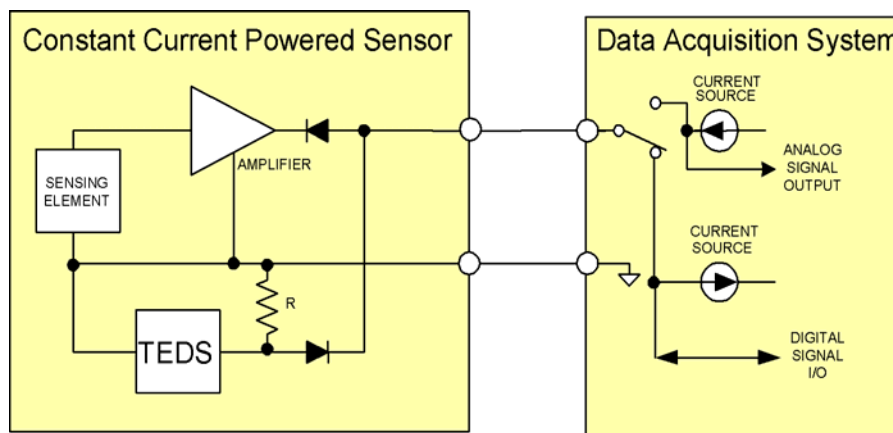 Constant Current Powered Sensor
Data Acquisition System
CURRENT
SOURCE
AMPLIFIER
ANALOG
SIGNAL
OUTPUT
SENSING
ELEMENT
CURRENT
SOURCE
R
TEDS
DIGITAL
SIGNAL
I/O